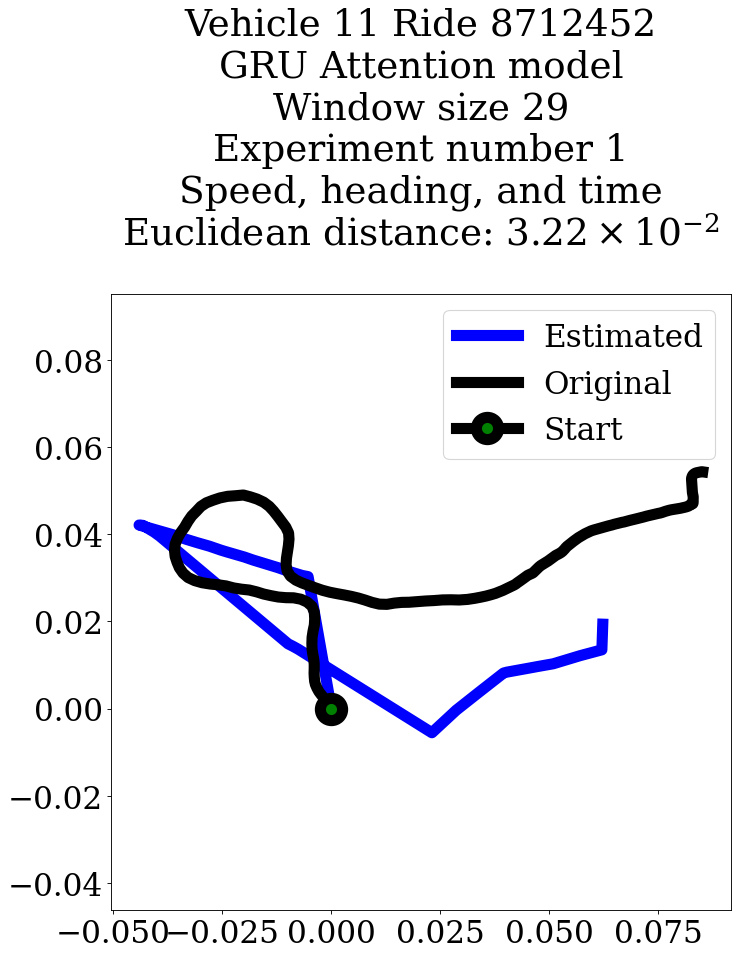 Vehicle 11 Ride 8712452
GRU Attention model
Window size 29
Experiment number 1
Speed, heading, and time
Euclidean distance: 3.22 × 10⁻²
Estimated
Original
Start
0.08
0.06
0.04
0.02
0.00
−0.02
−0.04
−0.050 −0.025 0.000 0.025 0.050 0.075